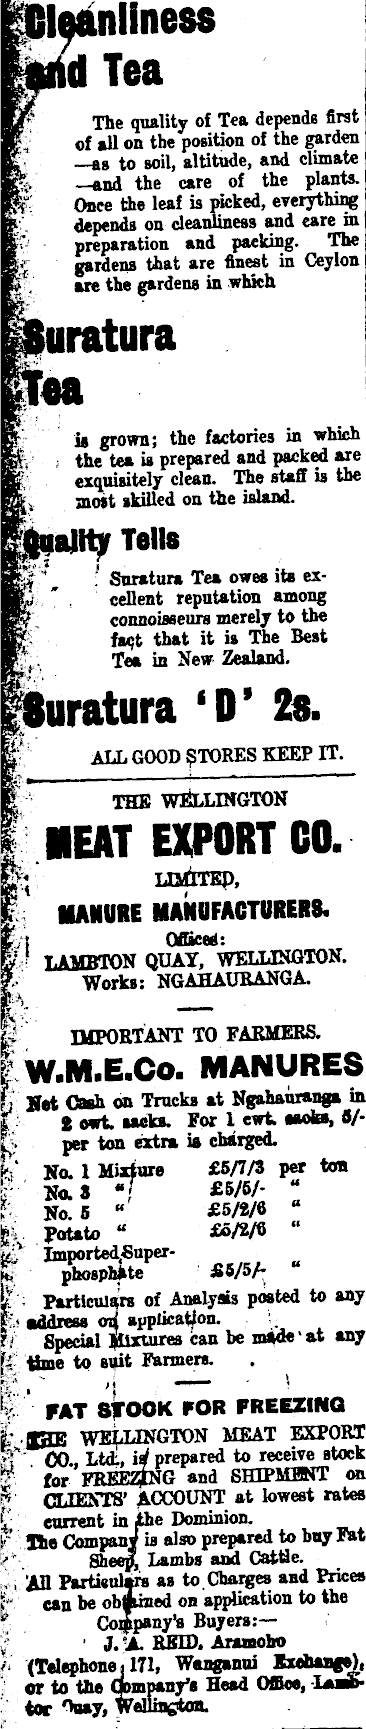 Cleanliness
and Tea
The quality of Tea depends first
of all on the position of the garden
—as to soil, altitude, and climate
—and the care of the plants.
Once the leaf is picked, everything
depends on cleanliness and care in
preparation and packing. The
gardens that are finest in Ceylon
are the gardens in which
Suratura
Tea
is grown; the factories in which
the tea is prepared and packed are
exquisitely clean. The staff is the
most skilled on the island.
Quality Tells
Suratura Tea owes its ex-
cellent reputation among
connoisseurs merely to the
fact that it is The Best
Tea in New Zealand.
Suratura 'D' 2s.
ALL GOOD STORES KEEP IT.
THE WELLINGTON
MEAT EXPORT CO.
LIMITED,
MANURE MANUFACTURERS.
Offices:
LAMBTON QUAY, WELLINGTON.
Works: NGAHAURANGA.
IMPORTANT TO FARMERS.
W.M.E.Co. MANURES
Net Cash on Trucks at Ngahauranga in
2 cwt. sacks. For 1 cwt. sacks, 5/-
per ton extra is charged.
No. 1 Mixture £5/7/3 per ton
No. 3 " £5/5/- "
No. 5 " £5/2/6 "
Potato " £5/2/6 "
Imported Super-
phosphate £5/5/- "
Particulars of Analysis posted to any
address on application.
Special Mixtures can be made at any
time to suit Farmers.
FAT STOCK FOR FREEZING
THE WELLINGTON MEAT EXPORT
CO., Ltd., is prepared to receive stock
for FREEZING and SHIPMENT on
CLIENTS' ACCOUNT at lowest rates
current in the Dominion.
The Company is also prepared to buy Fat
Sheep, Lambs and Cattle.
All Particulars as to Charges and Prices
can be obtained on application to the
Company's Buyers:—
J. A. REID, Aramoho
(Telephone 171, Wanganui Exchange),
or to the Company's Head Office, Lamb-
ton Quay, Wellington.